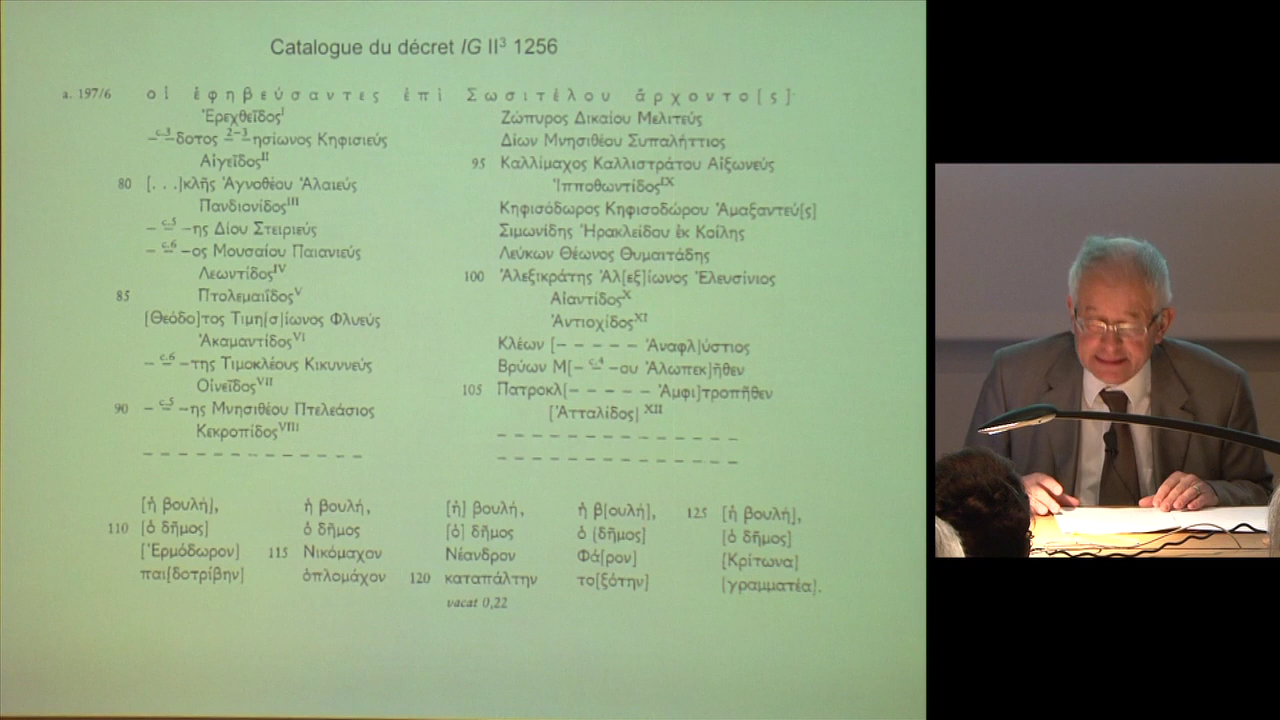 Catalogue du décret IG II³ 1256
a. 197/6 οἱ ἐφηβεύσαντες ἐπὶ Σωσιτέλου ἄρχοντο[ς]·
Ἐρεχθεῖδος I
– c.3 –δοτος 2–3 –ησίωνος Κηφισιεύς
Αἰγεῖδος II
80 [. . .]κλῆς Ἁγνοθέου Ἁλαιεύς
Πανδιονίδος III
– c.5 –ης Δίου Στειριεύς
– c.6 –ος Μουσαίου Παιανιεύς
Λεωντίδος IV
85 Πτολεμαιΐδος V
[Θεόδο]τος Τιμη[σ]ίωνος Φλυεύς
Ἀκαμαντίδος VI
– c.6 –της Τιμοκλέους Κικυννεύς
Οἰνεῖδος VII
90 – c.5 –ης Μνησιθέου Πτελεάσιος
Κεκροπίδος VIII
– – – – – – – – – – – – –
Ζώπυρος Δικαίου Μελιτεύς
Δίων Μνησιθέου Συπαλήττιος
95 Καλλίμαχος Καλλιστράτου Αἰξωνεύς
Ἱπποθωντίδος IX
Κηφισόδωρος Κηφισοδώρου Ἁμαξαντεύ[ς]
Σιμωνίδης Ἡρακλείδου ἐκ Κοίλης
Λεύκων Θέωνος Θυμαιτάδης
100 Ἀλεξικράτης Ἀλ[εξ]ίωνος Ἐλευσίνιος
Αἰαντίδος X
Ἀντιοχίδος XI
Κλέων [– – – – – Ἀναφλ]ύστιος
Βρύων Μ[– c.4 –ου Ἀλωπεκ]ῆθεν
105 Πατροκλ[– – – – – Ἀμφι]τροπῆθεν
[Ἀτταλίδος] XII
– – – – – – – – – – – – – –
– – – – – – – – – – – – – –
[ἡ βουλή], ἡ βουλή, [ἡ] βουλή, ἡ β[ουλή], 125 [ἡ βουλή],
110 [ὁ δῆμος] ὁ δῆμος [ὁ] δῆμος ὁ [δῆμος] [ὁ δῆμος]
[Ἑρμόδωρον] 115 Νικόμαχον Νέανδρον Φά[ρον] [Κρίτωνα]
παι[δοτρίβην] ὁπλομάχον 120 καταπάλτην το[ξότην] [γραμματέα].
vacat 0,22